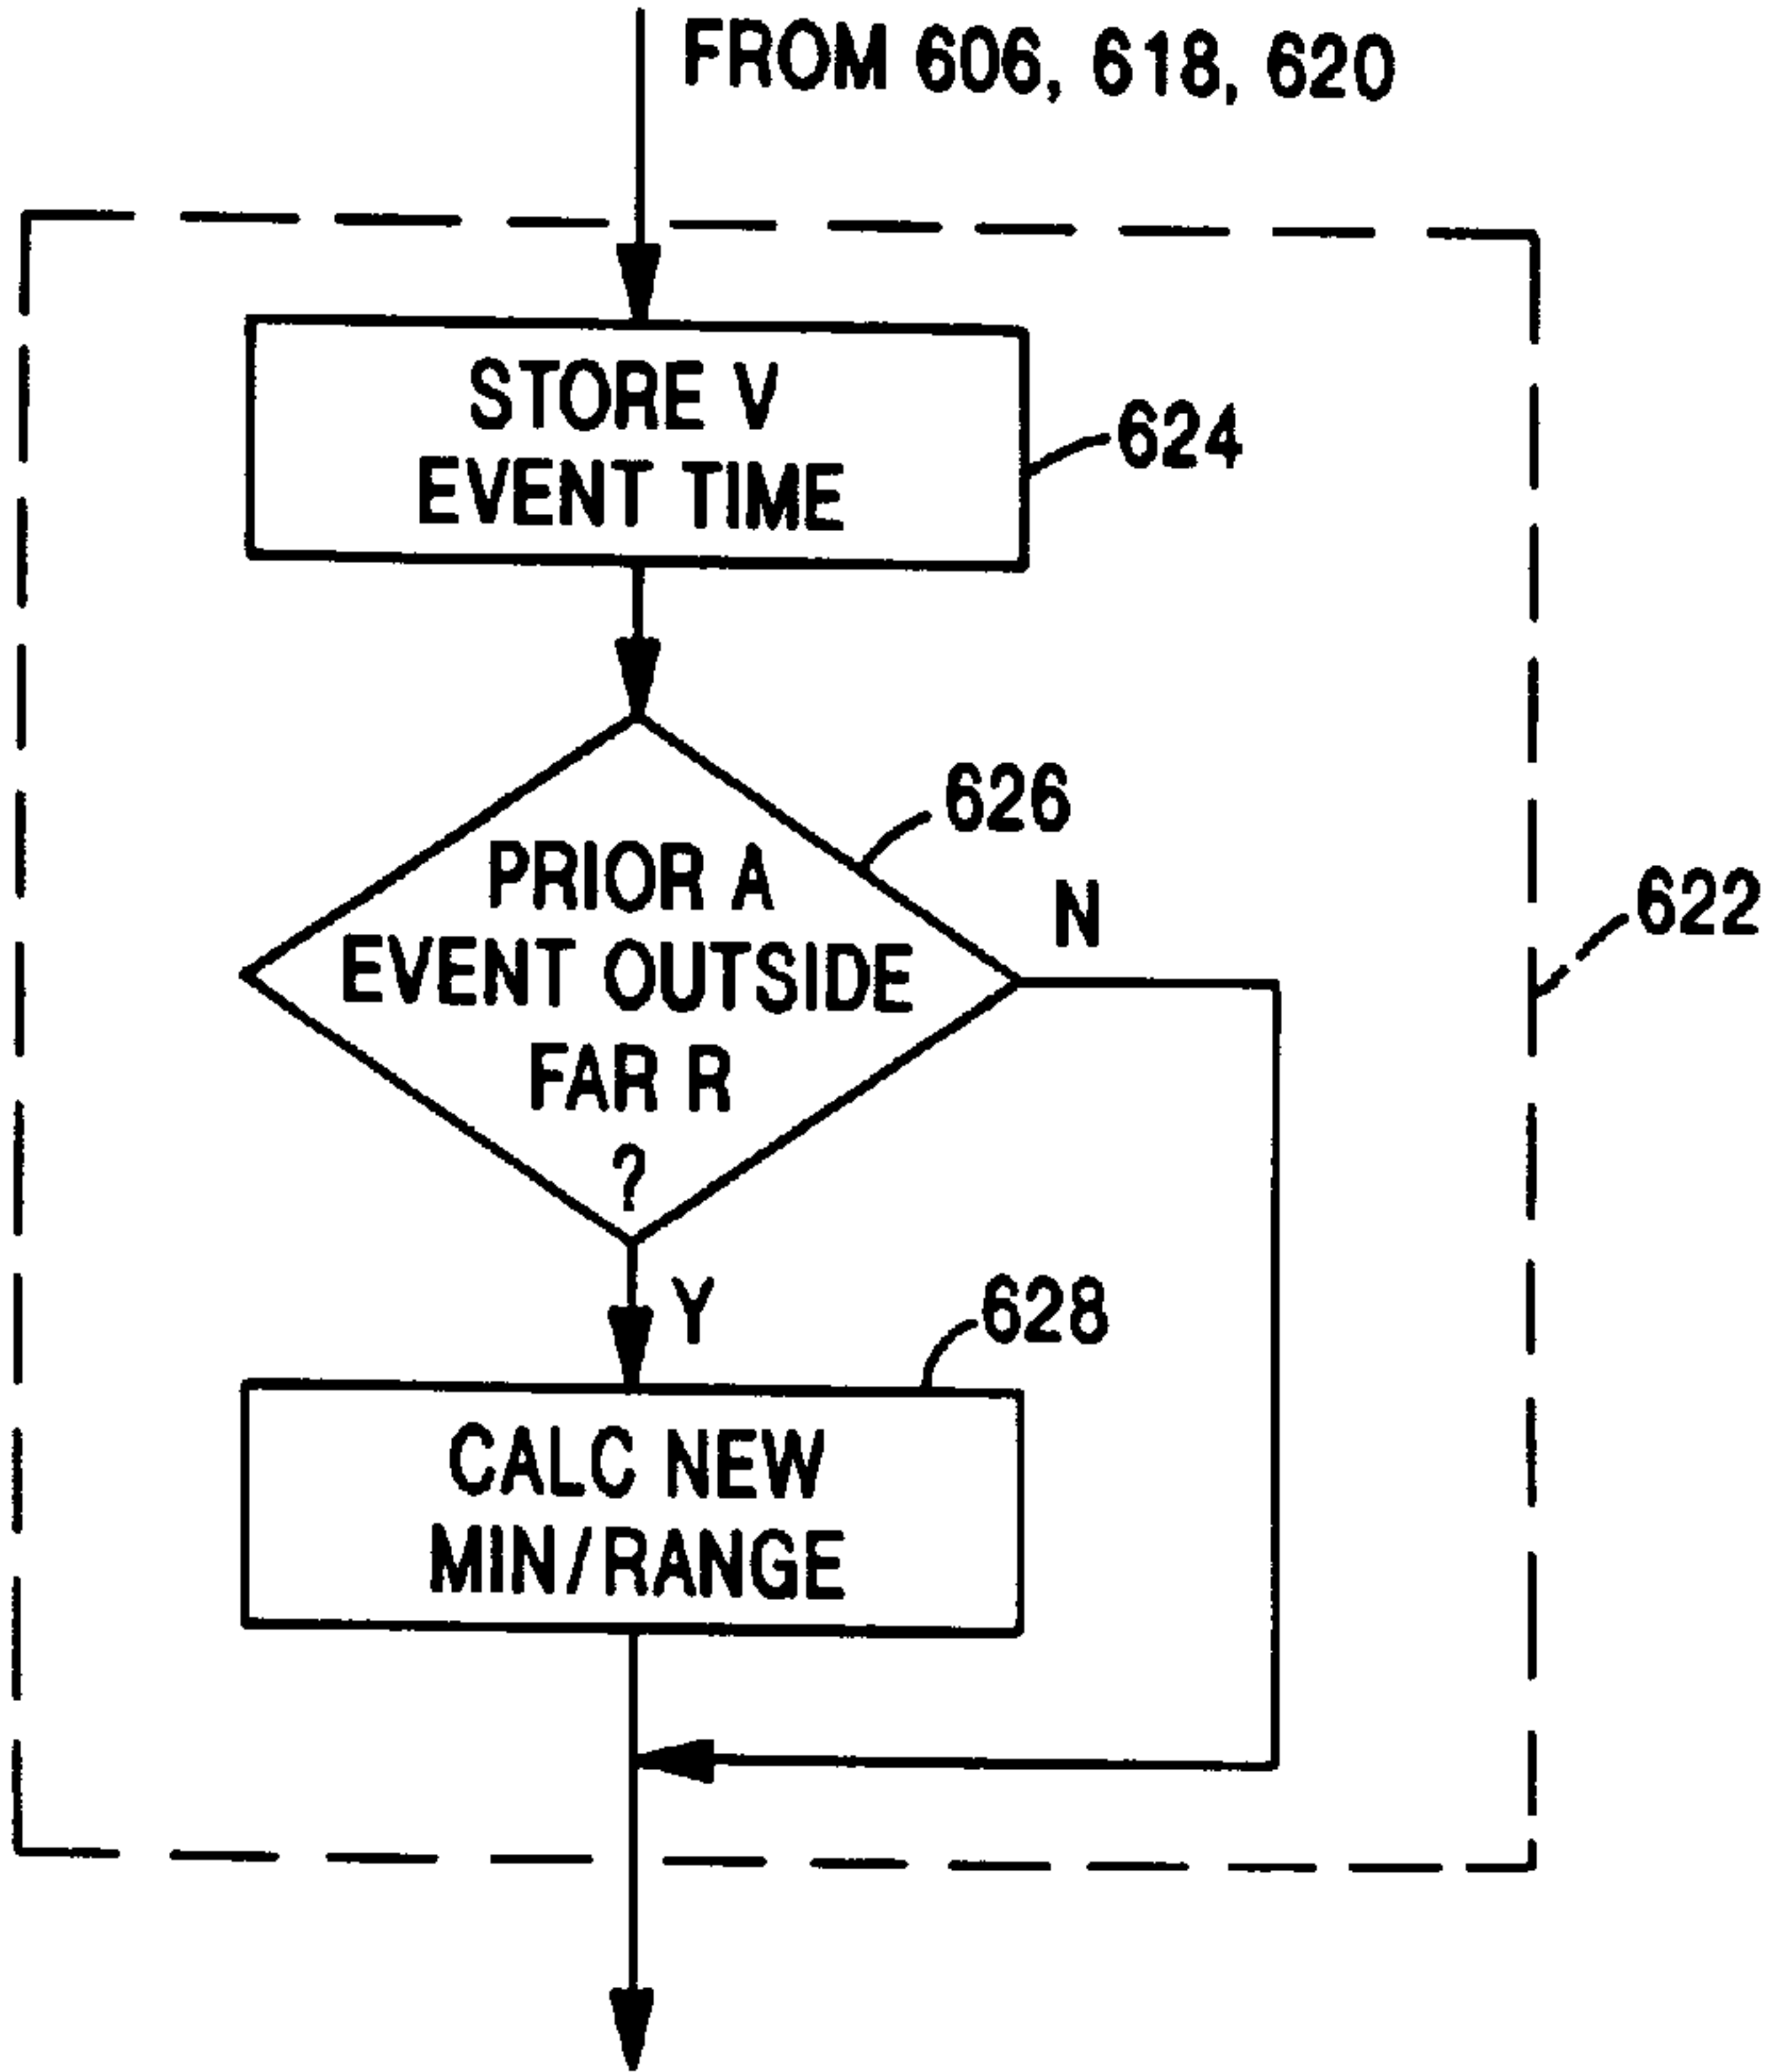 FROM 606, 618, 620
STORE V
EVENT TIME
624
626
PRIOR A
EVENT OUTSIDE
FAR R
?
N
622
Y
628
CALC NEW
MIN/RANGE